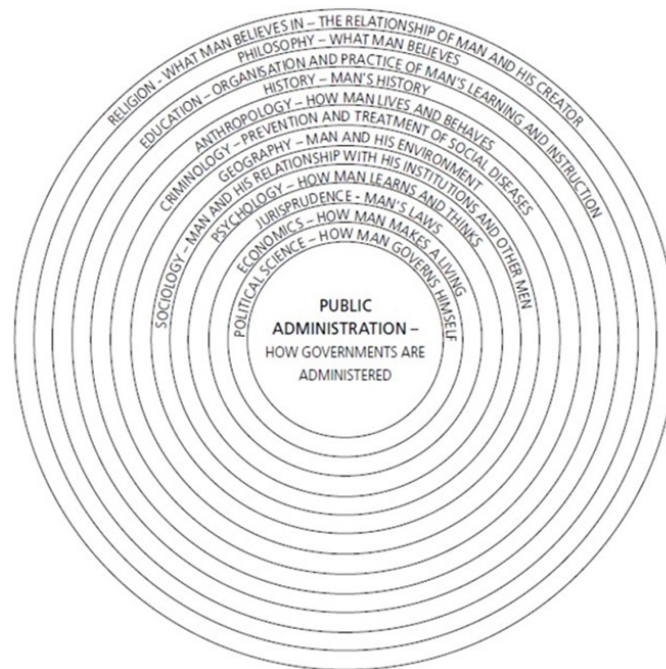 RELIGION - WHAT MAN BELIEVES IN – THE RELATIONSHIP OF MAN AND HIS CREATOR
PHILOSOPHY – WHAT MAN BELIEVES
EDUCATION – ORGANISATION AND PRACTICE OF MAN'S LEARNING AND INSTRUCTION
HISTORY – MAN'S HISTORY
ANTHROPOLOGY – HOW MAN LIVES AND BEHAVES
CRIMINOLOGY – PREVENTION AND TREATMENT OF SOCIAL DISEASES
GEOGRAPHY – MAN AND HIS ENVIRONMENT
SOCIOLOGY – MAN AND HIS RELATIONSHIP WITH HIS INSTITUTIONS AND OTHER MEN
PSYCHOLOGY – HOW MAN LEARNS AND THINKS
JURISPRUDENCE - MAN'S LAWS
ECONOMICS – HOW MAN MAKES A LIVING
POLITICAL SCIENCE – HOW MAN GOVERNS HIMSELF
PUBLIC
ADMINISTRATION –
HOW GOVERNMENTS ARE
ADMINISTERED